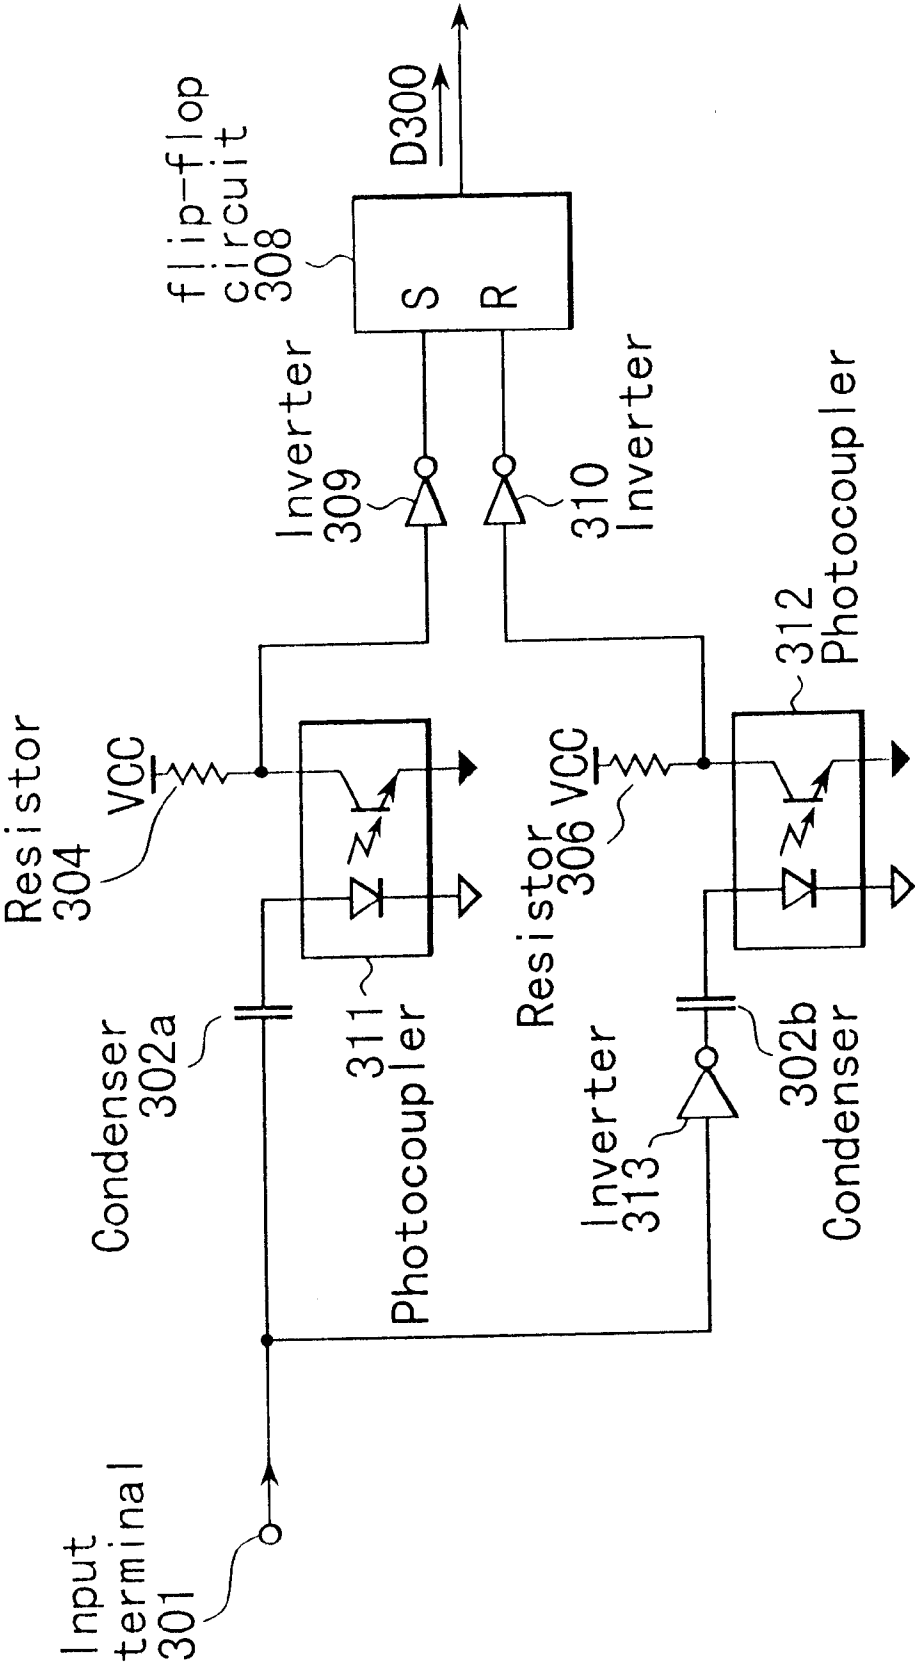 Input
terminal
301
Condenser
302a
Resistor
304
VCC
311
Photocoupler
Inverter
313
302b
Condenser
Resistor
306
VCC
312
Photocoupler
Inverter
309
310
Inverter
flip-flop
circuit
308
S
R
D300